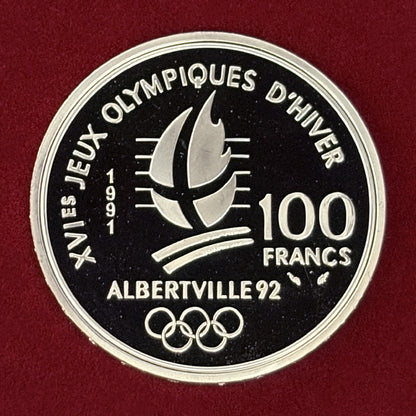 XVIES JEUX OLYMPIQUES D'HIVER
1991
100
FRANCS
ALBERTVILLE 92